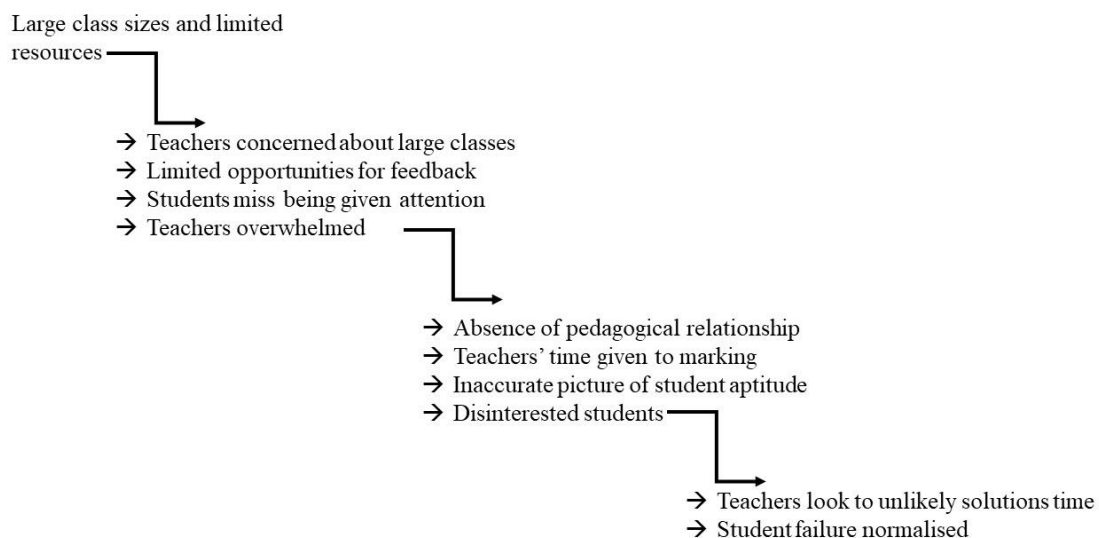 Large class sizes and limited
resources
→ Teachers concerned about large classes
→ Limited opportunities for feedback
→ Students miss being given attention
→ Teachers overwhelmed
→ Absence of pedagogical relationship
→ Teachers’ time given to marking
→ Inaccurate picture of student aptitude
→ Disinterested students
→ Teachers look to unlikely solutions time
→ Student failure normalised